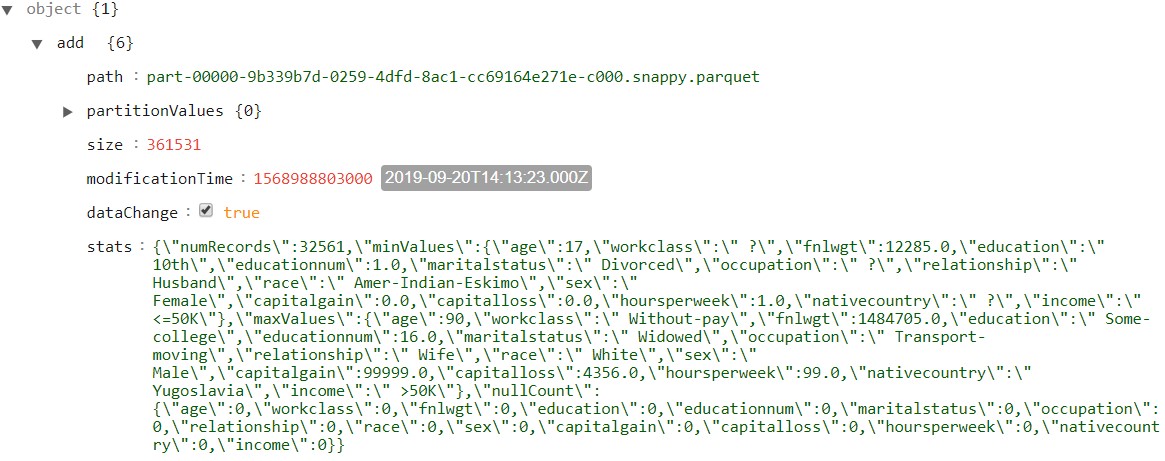 object {1}
add {6}
path : part-00000-9b339b7d-0259-4dfd-8ac1-cc69164e271e-c000.snappy.parquet
partitionValues {0}
size : 361531
modificationTime : 1568988803000 2019-09-20T14:13:23.000Z
dataChange : true
stats : {\"numRecords\":32561,\"minValues\":{\"age\":17,\"workclass\":\" ?\",\"fnlwgt\":12285.0,\"education\":\"
10th\",\"educationnum\":1.0,\"maritalstatus\":\" Divorced\",\"occupation\":\" ?\",\"relationship\":\"
Husband\",\"race\":\" Amer-Indian-Eskimo\",\"sex\":\"
Female\",\"capitalgain\":0.0,\"capitalloss\":0.0,\"hoursperweek\":1.0,\"nativecountry\":\" ?\",\"income\":\"
<=50K\"},\"maxValues\":{\"age\":90,\"workclass\":\" Without-pay\",\"fnlwgt\":1484705.0,\"education\":\" Some-
college\",\"educationnum\":16.0,\"maritalstatus\":\" Widowed\",\"occupation\":\" Transport-
moving\",\"relationship\":\" Wife\",\"race\":\" White\",\"sex\":\"
Male\",\"capitalgain\":99999.0,\"capitalloss\":4356.0,\"hoursperweek\":99.0,\"nativecountry\":\"
Yugoslavia\",\"income\":\" >50K\"},\"nullCount\":
{\"age\":0,\"workclass\":0,\"fnlwgt\":0,\"education\":0,\"educationnum\":0,\"maritalstatus\":0,\"occupation\":
0,\"relationship\":0,\"race\":0,\"sex\":0,\"capitalgain\":0,\"capitalloss\":0,\"hoursperweek\":0,\"nativecount
ry\":0,\"income\":0}}